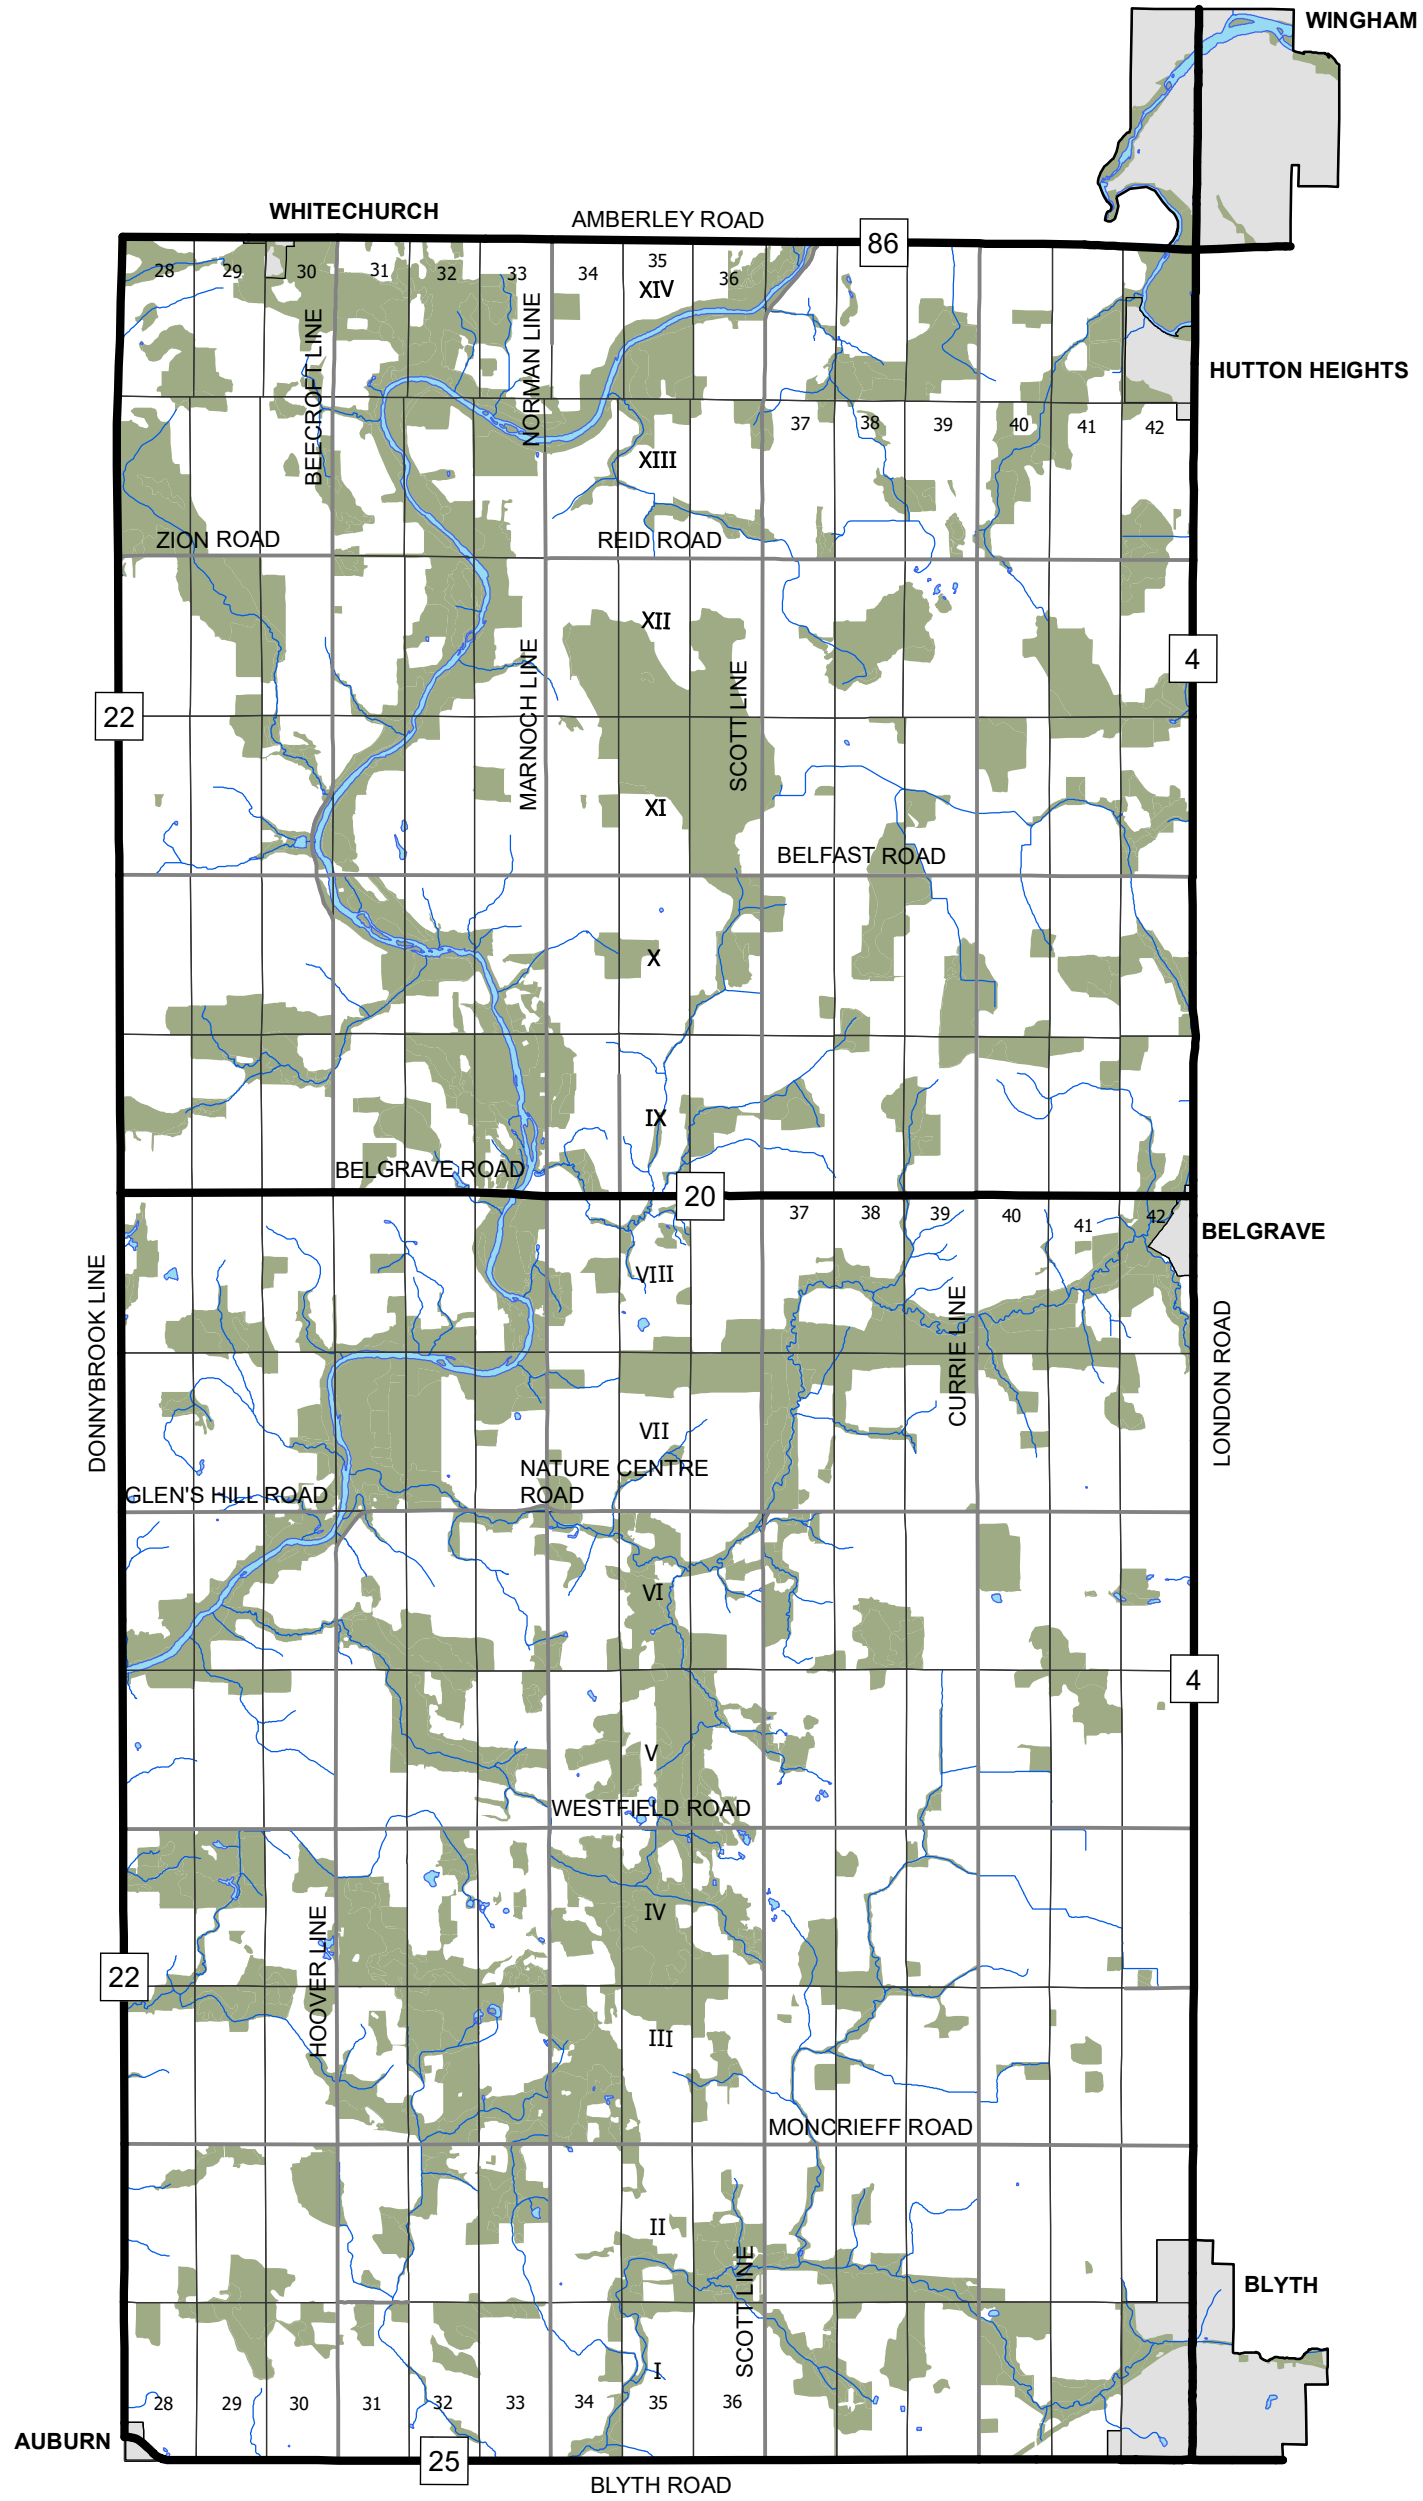 WINGHAM
WHITECHURCH
AMBERLEY ROAD
86
28
29
30
31
32
33
34
35
36
XIV
BEECROFT LINE
NORMAN LINE
HUTTON HEIGHTS
37
38
39
40
41
42
XIII
ZION ROAD
REID ROAD
XII
4
22
MARNOCH LINE
SCOTT LINE
XI
BELFAST ROAD
X
IX
BELGRAVE ROAD
20
37
38
39
40
41
42
BELGRAVE
VIII
DONNYBROOK LINE
CURRIE LINE
LONDON ROAD
VII
NATURE CENTRE
ROAD
GLEN'S HILL ROAD
VI
4
V
WESTFIELD ROAD
IV
HOOVER LINE
22
III
MONCRIEFF ROAD
II
SCOTT LINE
BLYTH
I
28
29
30
31
32
33
34
35
36
AUBURN
25
BLYTH ROAD